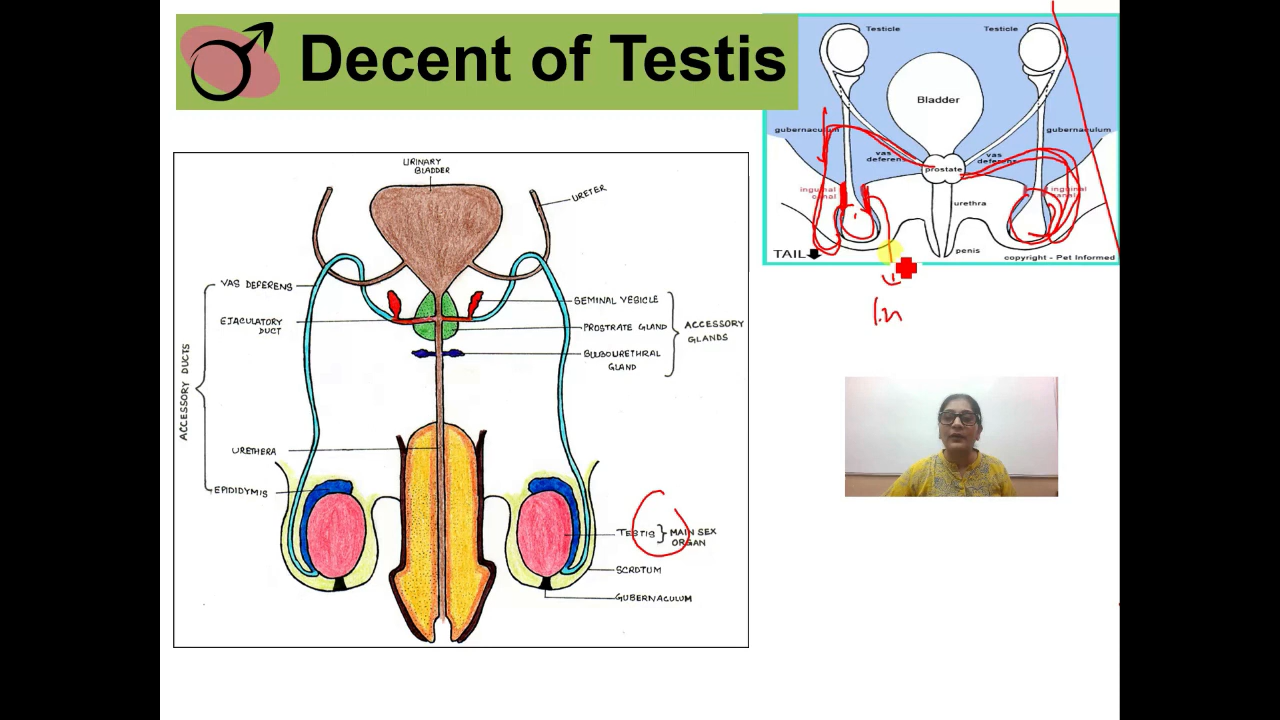 Decent of Testis
Testicle
Testicle
Bladder
gubernaculum
gubernaculum
vas
deferens
vas
deferens
prostate
inguinal
canal
inguinal
canal
urethra
penis
TAIL
copyright - Pet Informed
URINARY
BLADDER
URETER
VAS DEFERENS
EJACULATORY
DUCT
SEMINAL VESICLE
PROSTRATE GLAND
BULBOURETHRAL
GLAND
ACCESSORY
GLANDS
ACCESSORY DUCTS
URETHERA
EPIDIDYMIS
TESTIS } MAIN SEX
ORGAN
SCROTUM
GUBERNACULUM